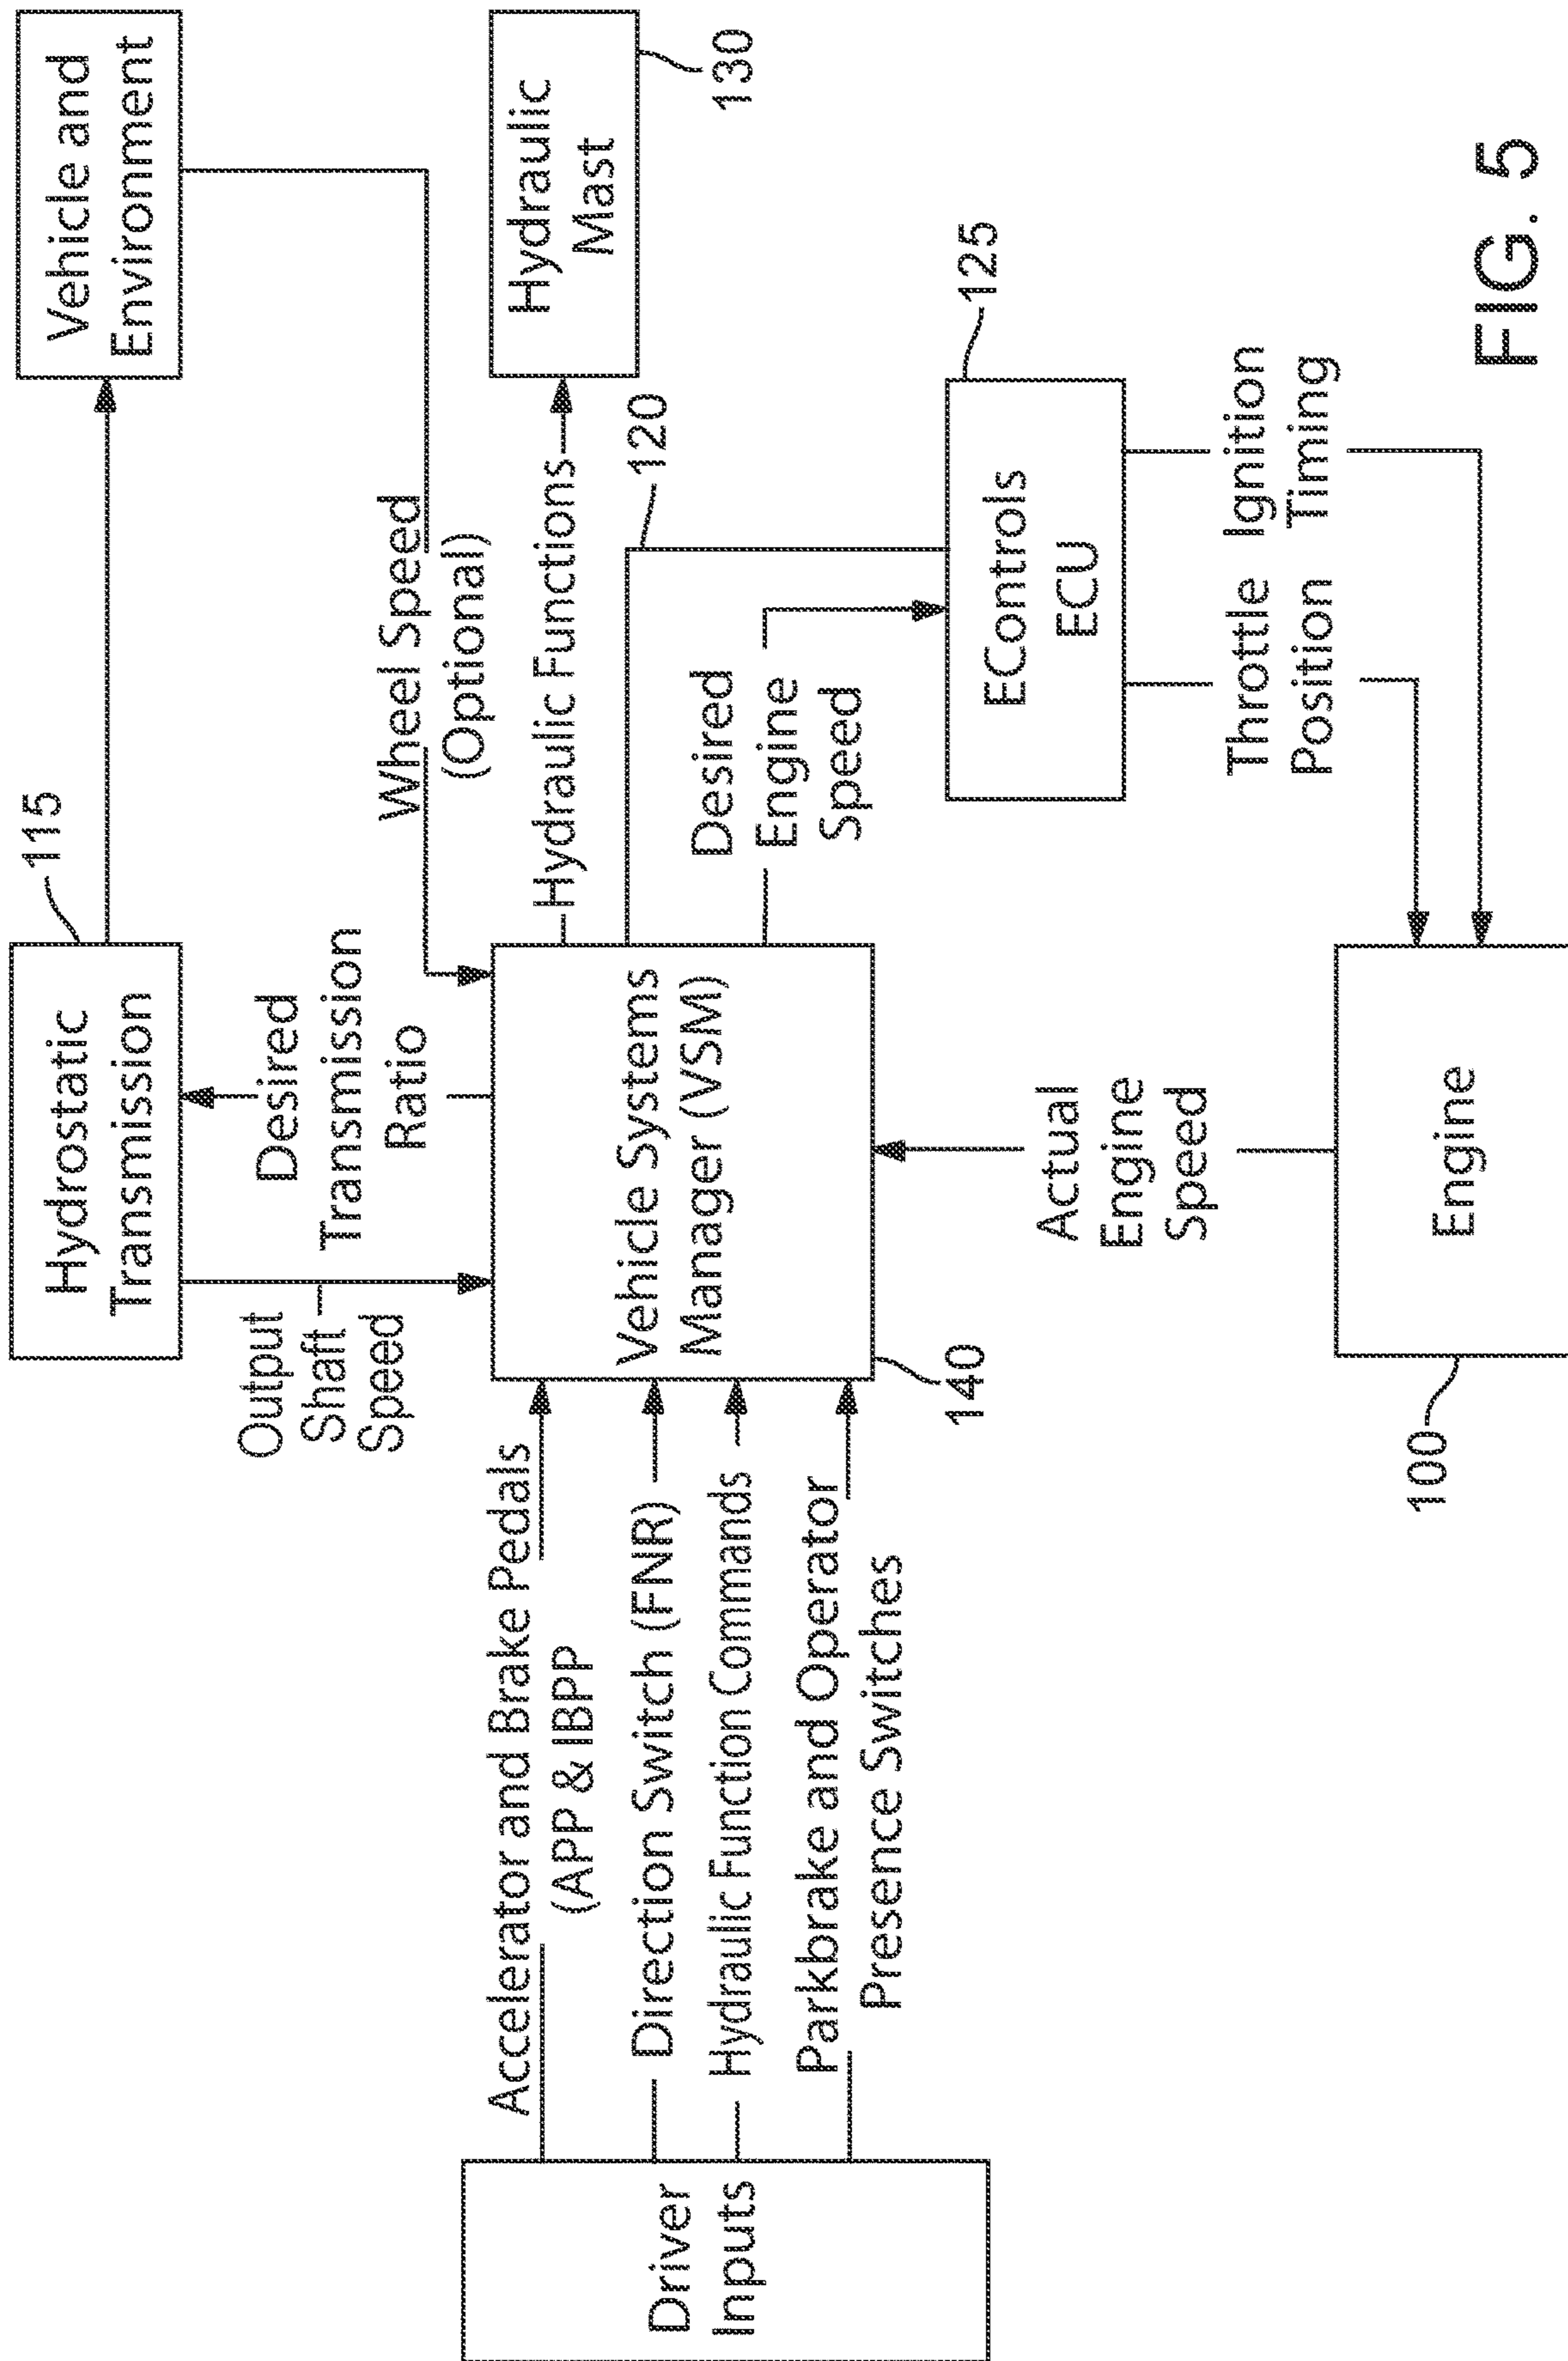 115
Hydrostatic
Transmission
Vehicle and
Environment
Output
Shaft
Speed
Desired
Transmission
Ratio
Wheel Speed
(Optional)
Accelerator and Brake Pedals
(APP & IBPP)
Direction Switch (FNR)
Hydraulic Function Commands
Parkbrake and Operator
Presence Switches
Driver
Inputs
Vehicle Systems
Manager (VSM)
140
Hydraulic Functions
Hydraulic
Mast
130
120
Desired
Engine
Speed
125
EControls
ECU
Actual
Engine
Speed
Throttle
Position
Ignition
Timing
Engine
100
FIG. 5